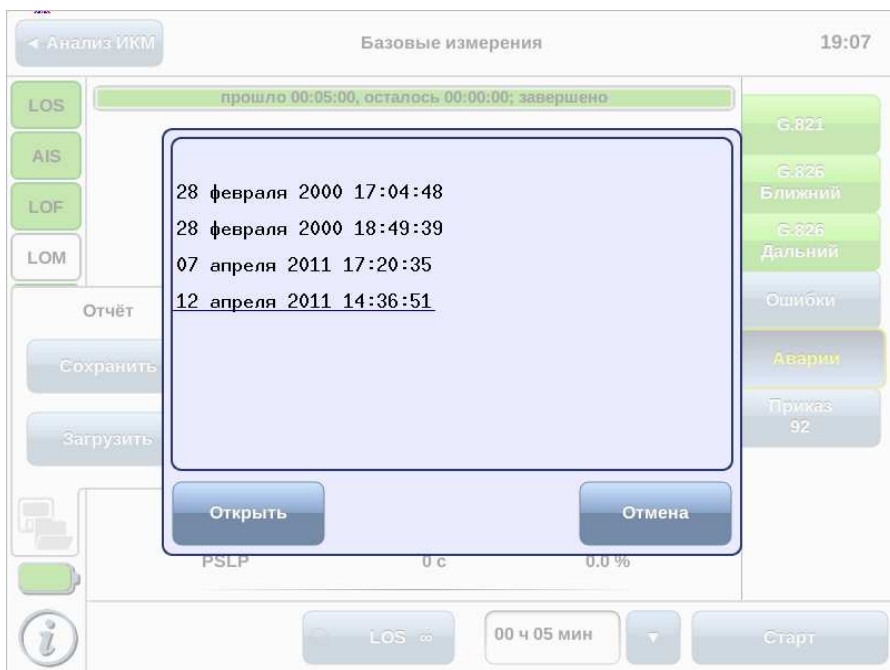 ◄ Анализ ИКМ
Базовые измерения
19:07
прошло 00:05:00, осталось 00:00:00; завершено
LOS
AIS
LOF
LOM
G.821
G.826
Ближний
G.826
Дальний
Ошибки
Аварии
Приказ
92
Отчёт
Сохранить
Загрузить
28 февраля 2000 17:04:48
28 февраля 2000 18:49:39
07 апреля 2011 17:20:35
12 апреля 2011 14:36:51
Открыть
Отмена
PSLP 0 с 0.0 %
i
LOS ∞
00 ч 05 мин
▼
Старт